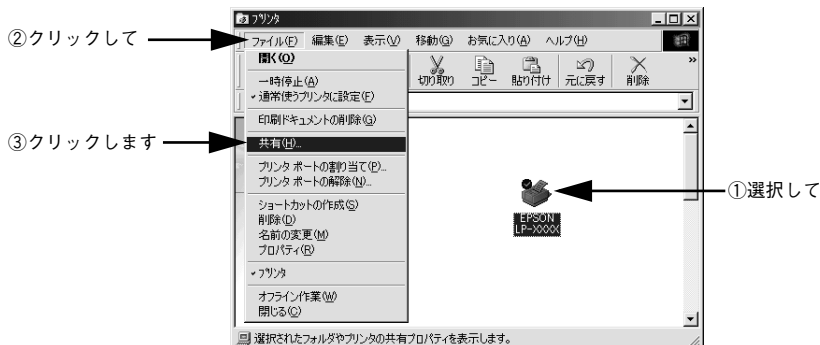 プリンタ
②クリックして
ファイル(F) 編集(E) 表示(V) 移動(G) お気に入り(A) ヘルプ(H)
開く(O)
切り取り コピー 貼り付け 元に戻す 削除 »
一時停止(A)
通常使うプリンタに設定(F)
印刷ドキュメントの削除(G)
③クリックします
共有(H)...
プリンタ ポートの割り当て(P)...
プリンタ ポートの解除(N)...
①選択して
ショートカットの作成(S)
削除(D)
名前の変更(M)
プロパティ(R)
EPSON
LP-XXXX
プリンタ
オフライン作業(W)
閉じる(C)
選択されたフォルダやプリンタの共有プロパティを表示します。